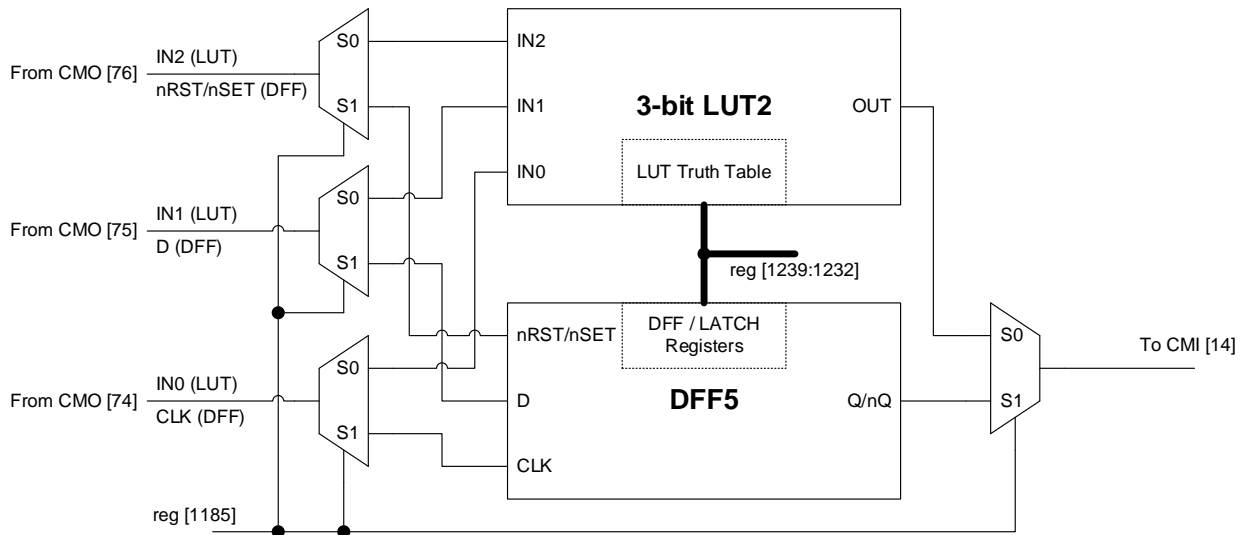 From CMO [76]
IN2 (LUT)
nRST/nSET (DFF)
S0
S1
From CMO [75]
IN1 (LUT)
D (DFF)
S0
S1
From CMO [74]
IN0 (LUT)
CLK (DFF)
S0
S1
reg [1185]
IN2
IN1
IN0
3-bit LUT2
OUT
LUT Truth Table
reg [1239:1232]
nRST/nSET
D
CLK
DFF / LATCH
Registers
DFF5
Q/nQ
S0
S1
To CMI [14]